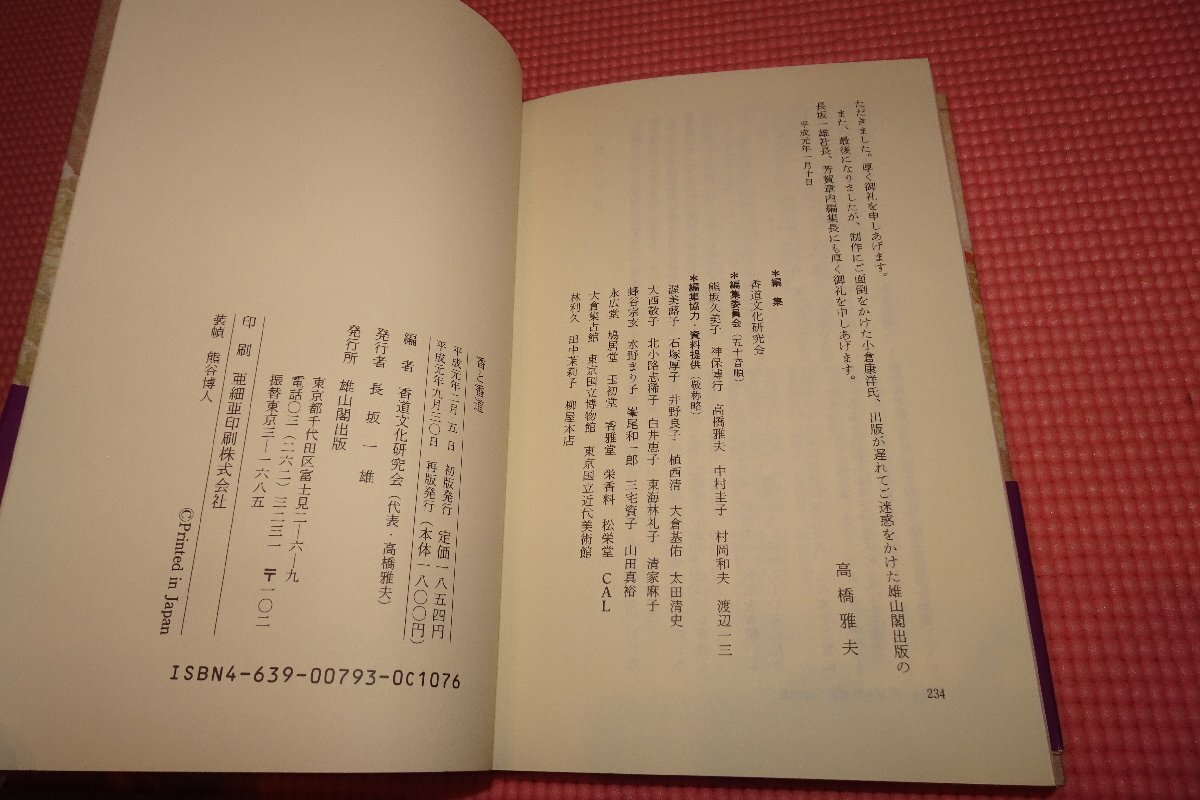 ただきました。厚く御礼を申しあげます。
また、最後になりましたが、制作にご面倒をかけた小倉康洋氏、出版が遅れてご迷惑をかけた雄山閣出版の
長坂一雄社長、芳賀章内編集長にも厚く御礼を申しあげます。
平成元年一月十日
高橋雅夫
＊編集
香道文化研究会
＊編集委員会（五十音順）
熊坂久美子 神保博行 高橋雅夫 中村圭子 村岡和夫 渡辺一三
＊編集協力・資料提供（敬称略）
渥美蕗子 石塚厚子 井野良子 植西清 大倉基佑 太田清史
大西敬子 北小路志稀子 白井恵子 東海林礼子 清家麻子
蜂谷宗玄 水野まり子 峯尾和一郎 三宅資子 山田真裕
永広堂 鳩居堂 玉初堂 香雅堂 栄香料 松栄堂 CAL
大倉集古館 東京国立博物館 東京国立近代美術館
林利久 田中茉莉子 柳屋本店
234
香と香道
平成元年二月五日 初版発行 定価一八五四円
平成元年九月三〇日 再版発行（本体一八〇〇円）
編者 香道文化研究会（代表・高橋雅夫）
発行者 長坂一雄
発行所 雄山閣出版
東京都千代田区富士見二―六―九
電話〇三（二六二）三二三一 〒一〇二
振替東京三―一六八五
印刷 亜細亜印刷株式会社
装幀 熊谷博人
©Printed in Japan
ISBN4-639-00793-0C1076